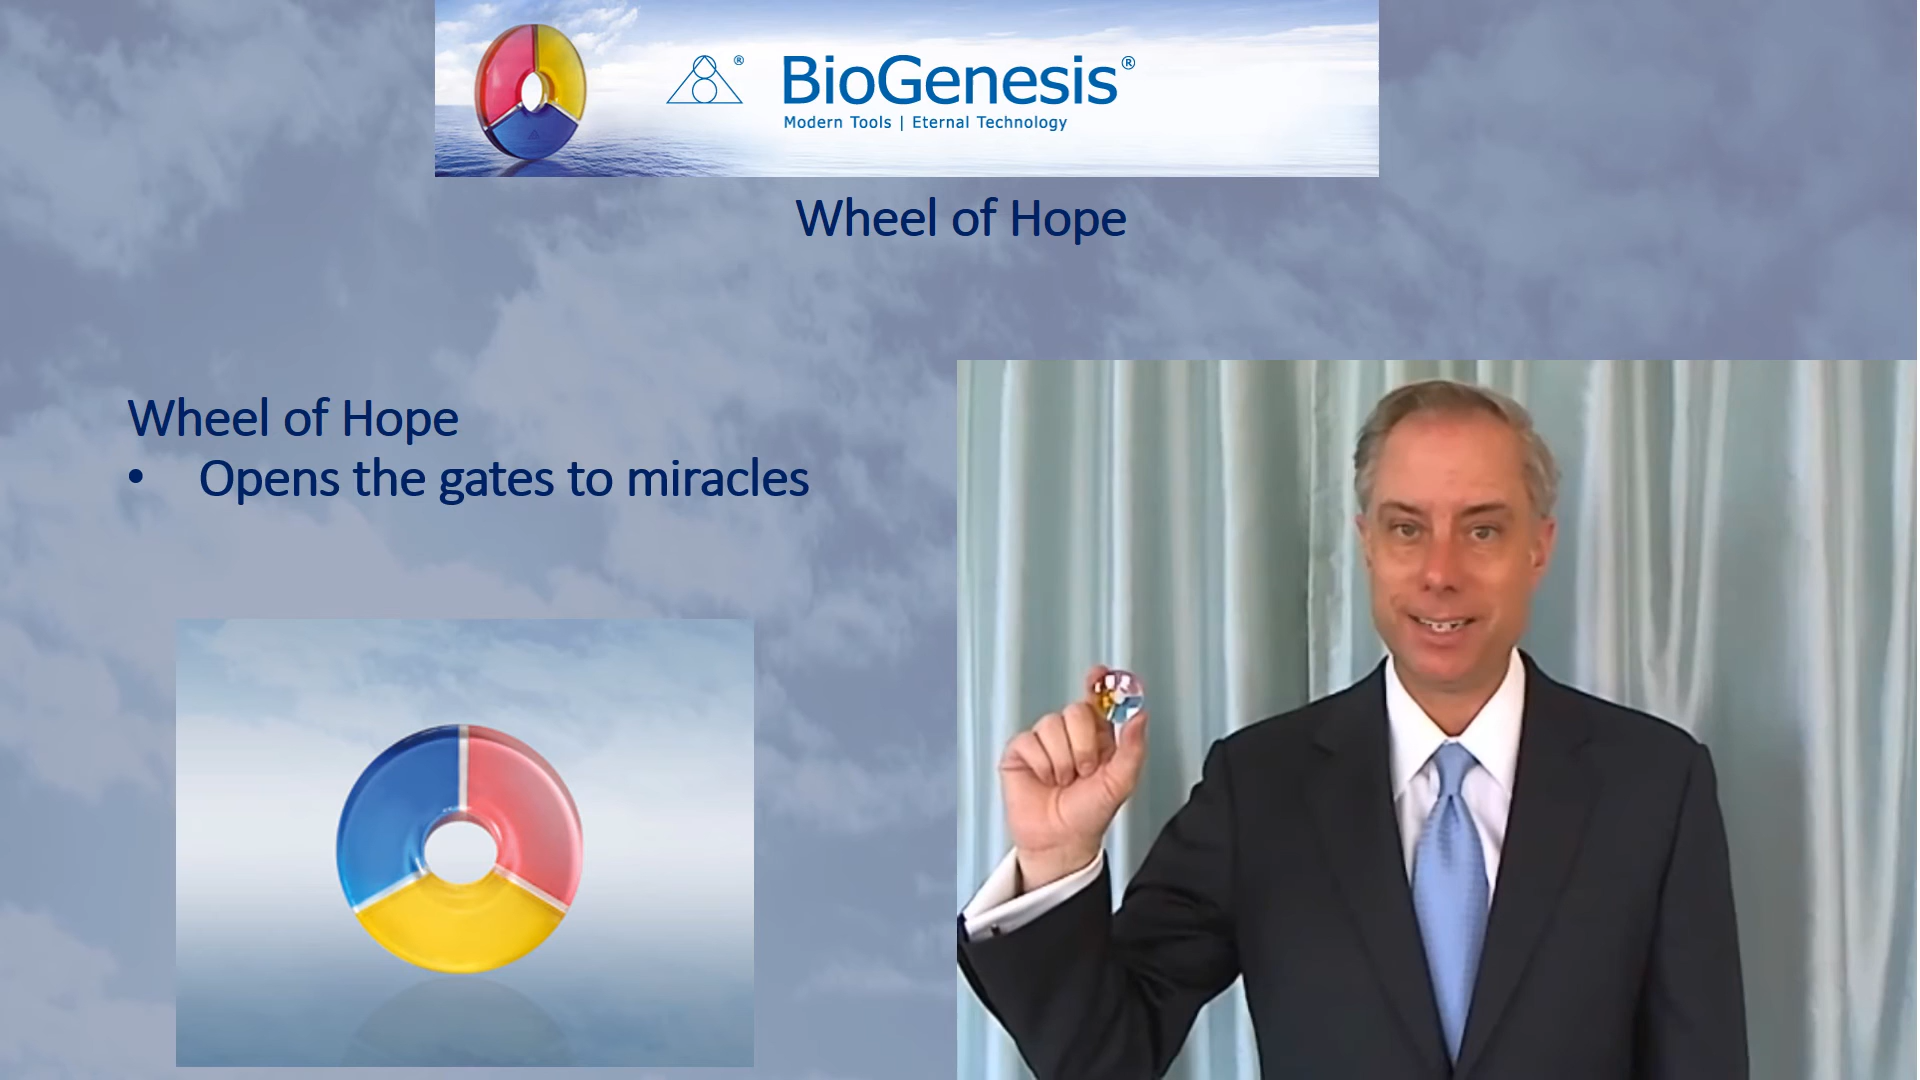 BioGenesis®
Modern Tools | Eternal Technology
Wheel of Hope
Wheel of Hope
• Opens the gates to miracles